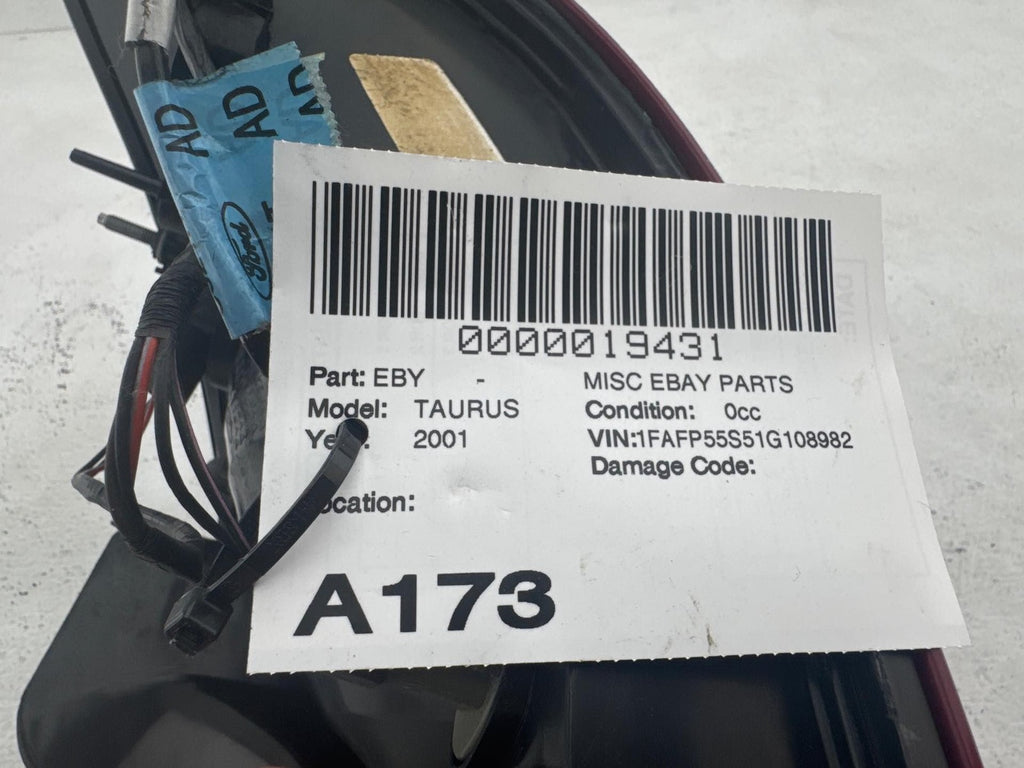 AD AD AD
Ford
0000019431
Part: EBY - MISC EBAY PARTS
Model: TAURUS Condition: 0cc
2001 VIN:1FAFP55S51G108982
Damage Code:
A173